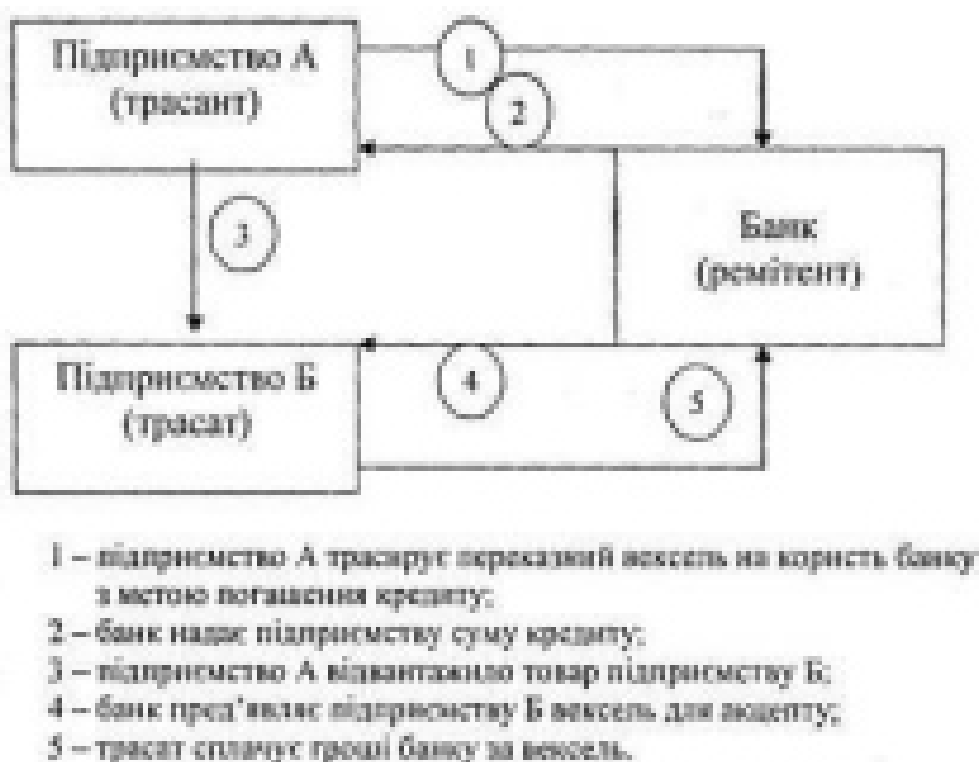 Підприємство А
(трасант)
1
2
3
Банк
(ремітент)
Підприємство Б
(трасат)
4
5
1 – підприємство А трасирує переказний вексель на користь банку
з метою погашення кредиту;
2 – банк надає підприємству суму кредиту;
3 – підприємство А відвантажило товар підприємству Б;
4 – банк пред'являє підприємству Б вексель для акцепту;
5 – трасат сплачує гроші банку за вексель.